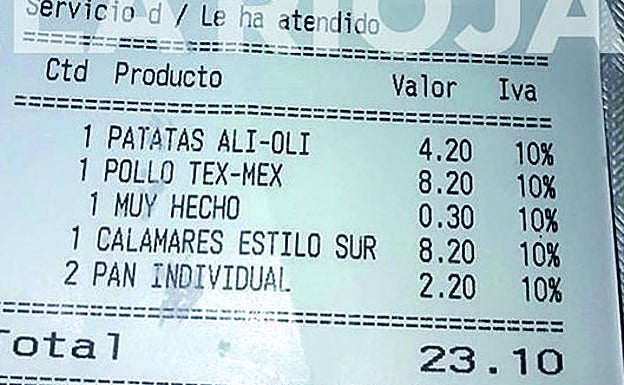 LA RIOJA
Servicio d / Le ha atendido
Ctd Producto Valor Iva
1 PATATAS ALI-OLI 4.20 10%
1 POLLO TEX-MEX 8.20 10%
1 MUY HECHO 0.30 10%
1 CALAMARES ESTILO SUR 8.20 10%
2 PAN INDIVIDUAL 2.20 10%
Total 23.10